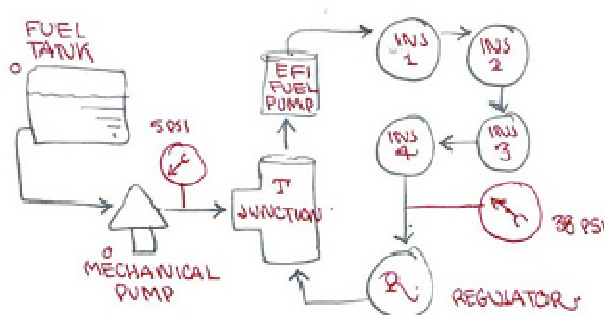 FUEL
TANK
EFI
FUEL
PUMP
INJ
1
INJ
2
INJ
3
INJ
4
5 PSI
T
JUNCTION
38 PSI
MECHANICAL
PUMP
R
REGULATOR